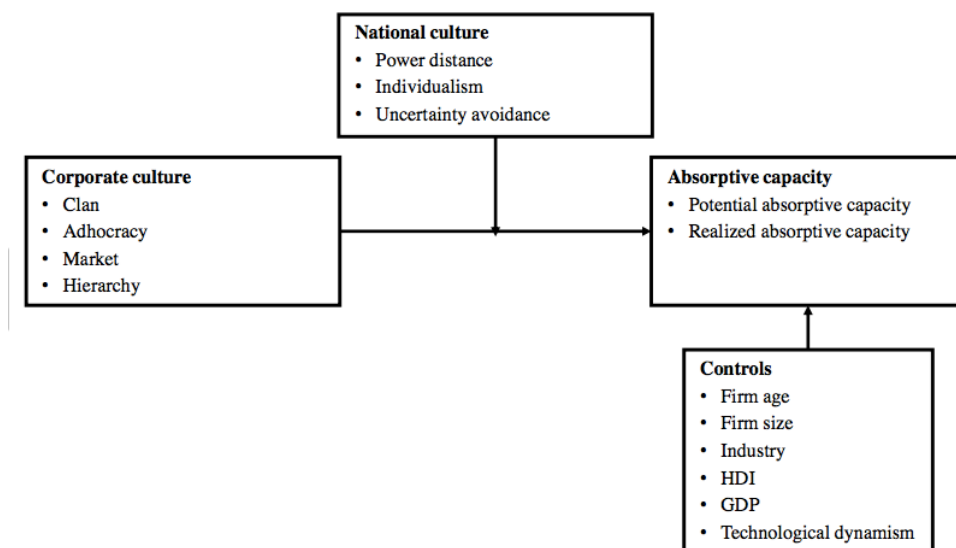 National culture
• Power distance
• Individualism
• Uncertainty avoidance
Corporate culture
• Clan
• Adhocracy
• Market
• Hierarchy
Absorptive capacity
• Potential absorptive capacity
• Realized absorptive capacity
Controls
• Firm age
• Firm size
• Industry
• HDI
• GDP
• Technological dynamism